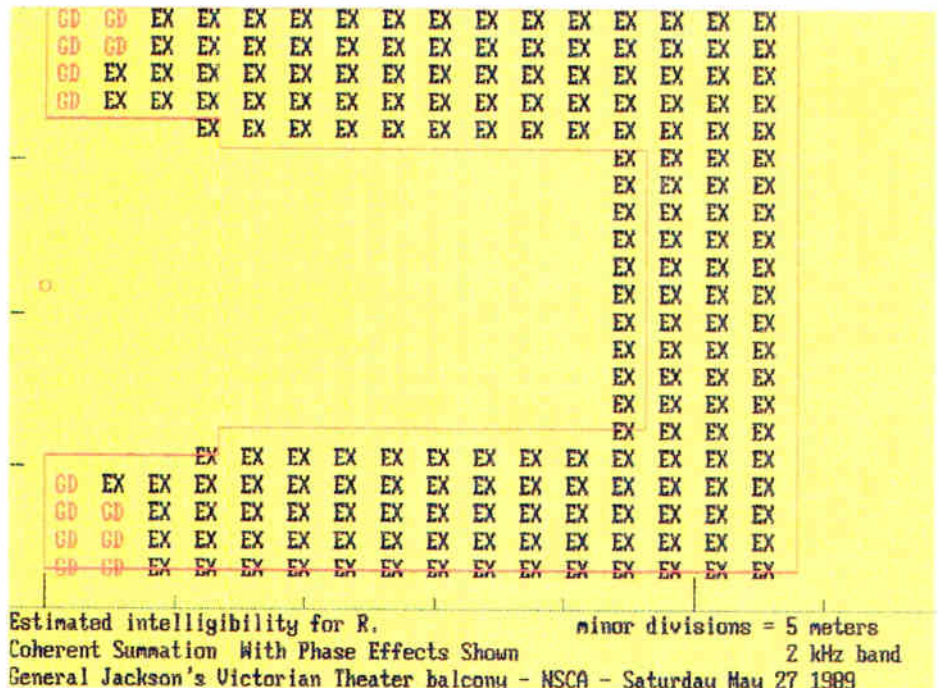 GD GD EX EX EX EX EX EX EX EX EX EX EX EX EX EX
GD GD EX EX EX EX EX EX EX EX EX EX EX EX EX EX
GD EX EX EX EX EX EX EX EX EX EX EX EX EX EX EX
GD EX EX EX EX EX EX EX EX EX EX EX EX EX EX EX
EX EX EX EX EX EX EX EX EX EX EX EX EX
EX EX EX EX
EX EX EX EX
EX EX EX EX
EX EX EX EX
EX EX EX EX
EX EX EX EX
EX EX EX EX
EX EX EX EX
EX EX EX EX
EX EX EX EX
EX EX EX EX
EX EX EX EX EX EX EX EX EX EX EX EX EX
GD EX EX EX EX EX EX EX EX EX EX EX EX EX EX EX
GD GD EX EX EX EX EX EX EX EX EX EX EX EX EX EX
GD GD EX EX EX EX EX EX EX EX EX EX EX EX EX EX
GD GD EX EX EX EX EX EX EX EX EX EX EX EX EX EX
Estimated intelligibility for R. minor divisions = 5 meters
Coherent Summation With Phase Effects Shown 2 kHz band
General Jackson's Victorian Theater balcony - NSCA - Saturday May 27 1989